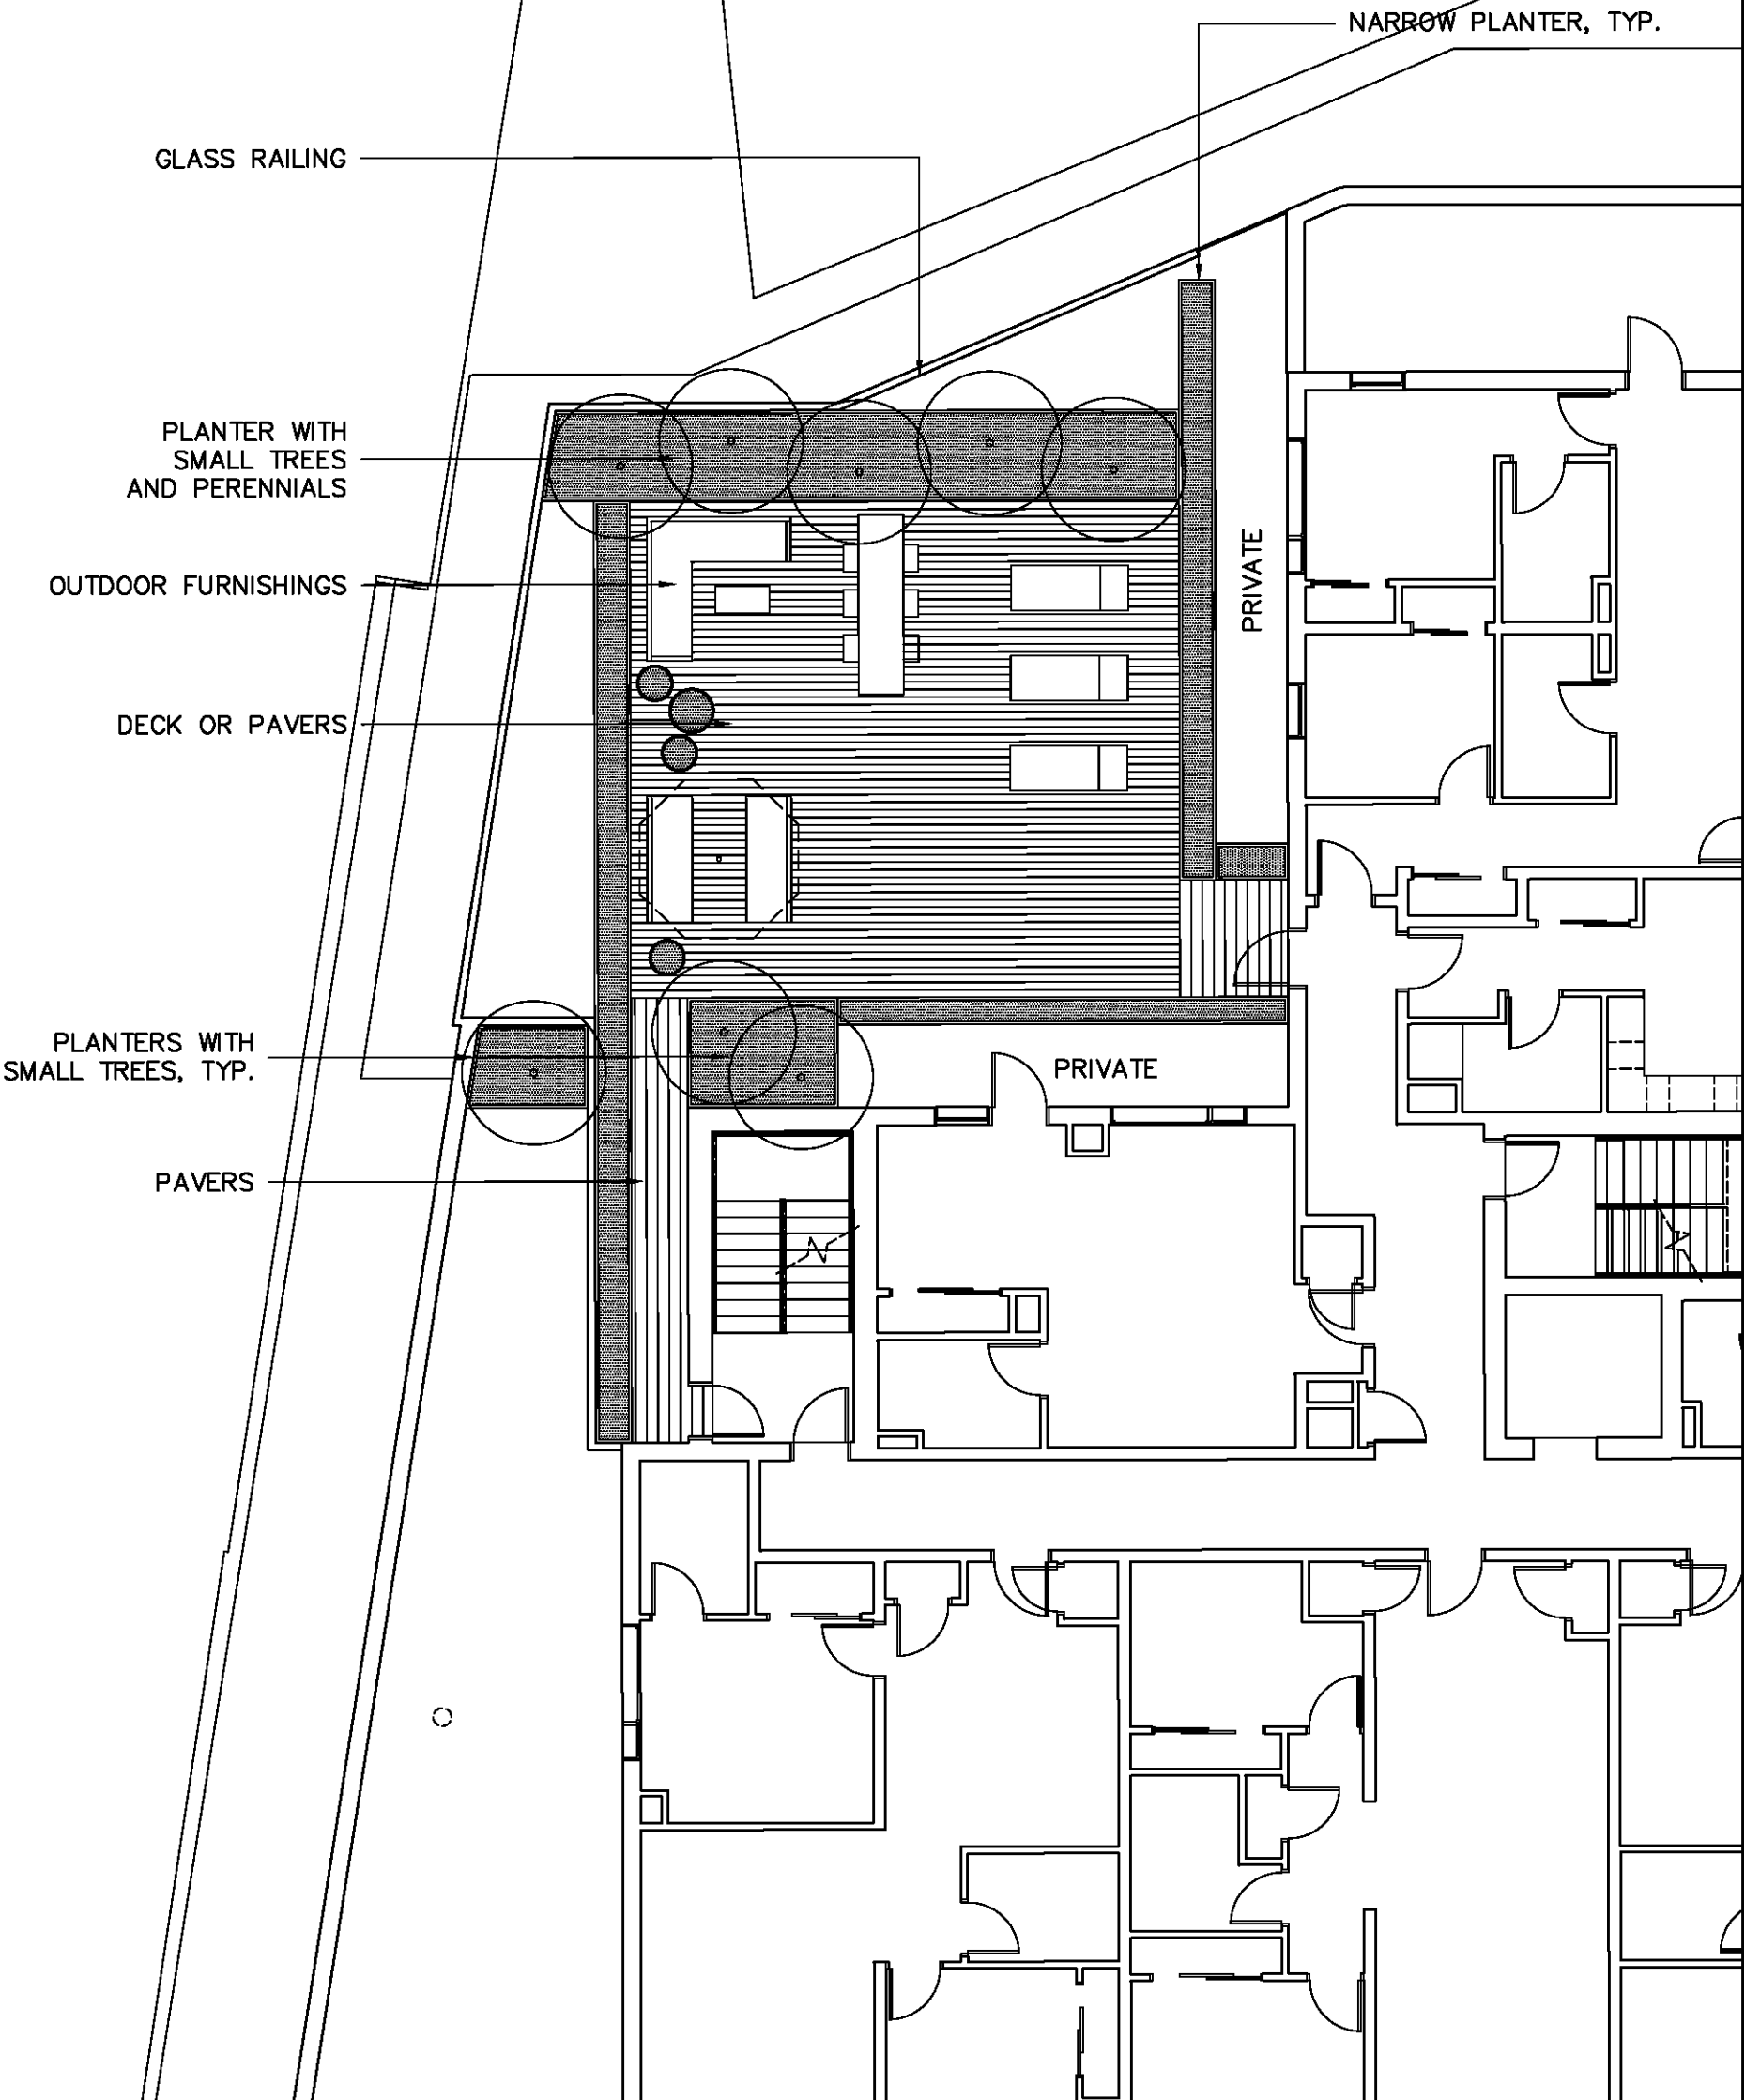 NARROW PLANTER, TYP.
GLASS RAILING
PLANTER WITH
SMALL TREES
AND PERENNIALS
OUTDOOR FURNISHINGS
PRIVATE
DECK OR PAVERS
PLANTERS WITH
SMALL TREES, TYP.
PRIVATE
PAVERS